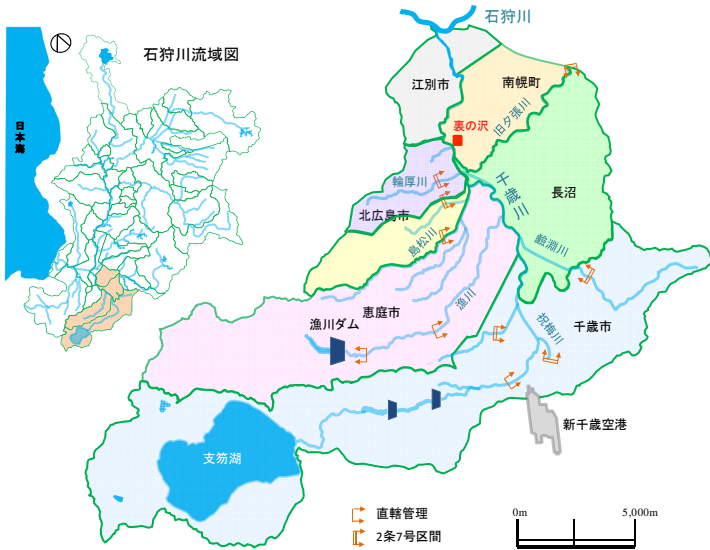 石狩川
石狩川流域図
日本海
江別市
南幌町
旧夕張川
裏の沢
輪厚川
千歳川
長沼
北広島市
島松川
嶮淵川
恵庭市
漁川
漁川ダム
祝梅川
千歳市
新千歳空港
支笏湖
直轄管理
2条7号区間
0m
5,000m